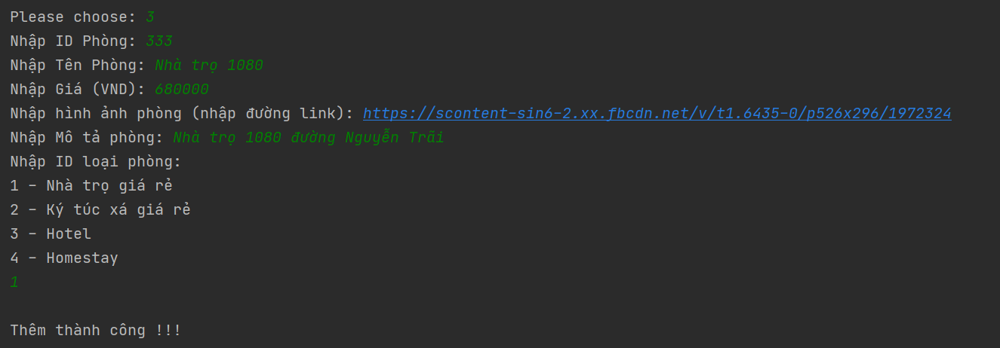 Please choose: 3
Nhập ID Phòng: 333
Nhập Tên Phòng: Nhà trọ 1080
Nhập Giá (VND): 680000
Nhập hình ảnh phòng (nhập đường link): https://scontent-sin6-2.xx.fbcdn.net/v/t1.6435-0/p526x296/1972324
Nhập Mô tả phòng: Nhà trọ 1080 đường Nguyễn Trãi
Nhập ID loại phòng:
1 - Nhà trọ giá rẻ
2 - Ký túc xá giá rẻ
3 - Hotel
4 - Homestay
1
Thêm thành công !!!